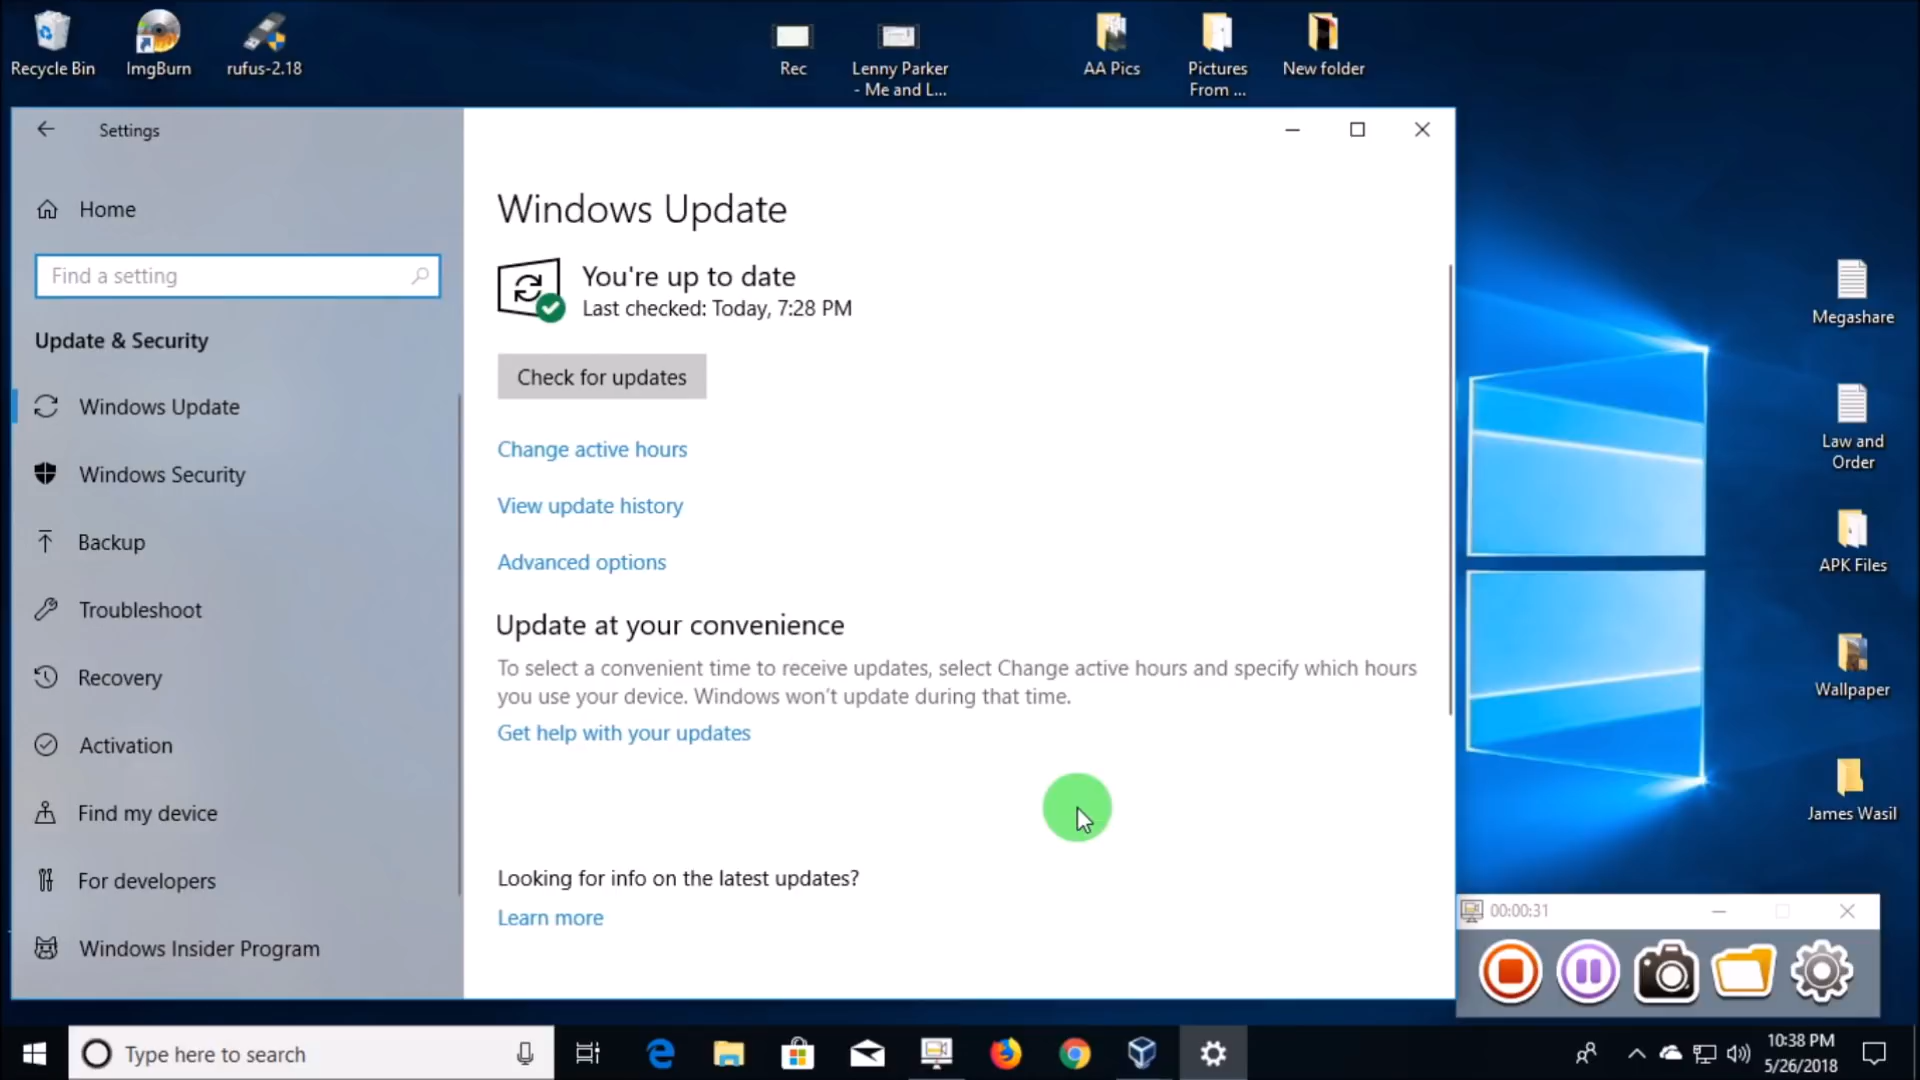 Recycle Bin
ImgBurn
rufus-2.18
Rec
Lenny Parker
- Me and L...
AA Pics
Pictures
From ...
New folder
Settings
Home
Find a setting
Update & Security
Windows Update
Windows Security
Backup
Troubleshoot
Recovery
Activation
Find my device
For developers
Windows Insider Program
Windows Update
You're up to date
Last checked: Today, 7:28 PM
Check for updates
Change active hours
View update history
Advanced options
Update at your convenience
To select a convenient time to receive updates, select Change active hours and specify which hours
you use your device. Windows won't update during that time.
Get help with your updates
Looking for info on the latest updates?
Learn more
Megashare
Law and
Order
APK Files
Wallpaper
James Wasil
00:00:31
Type here to search
10:38 PM
5/26/2018